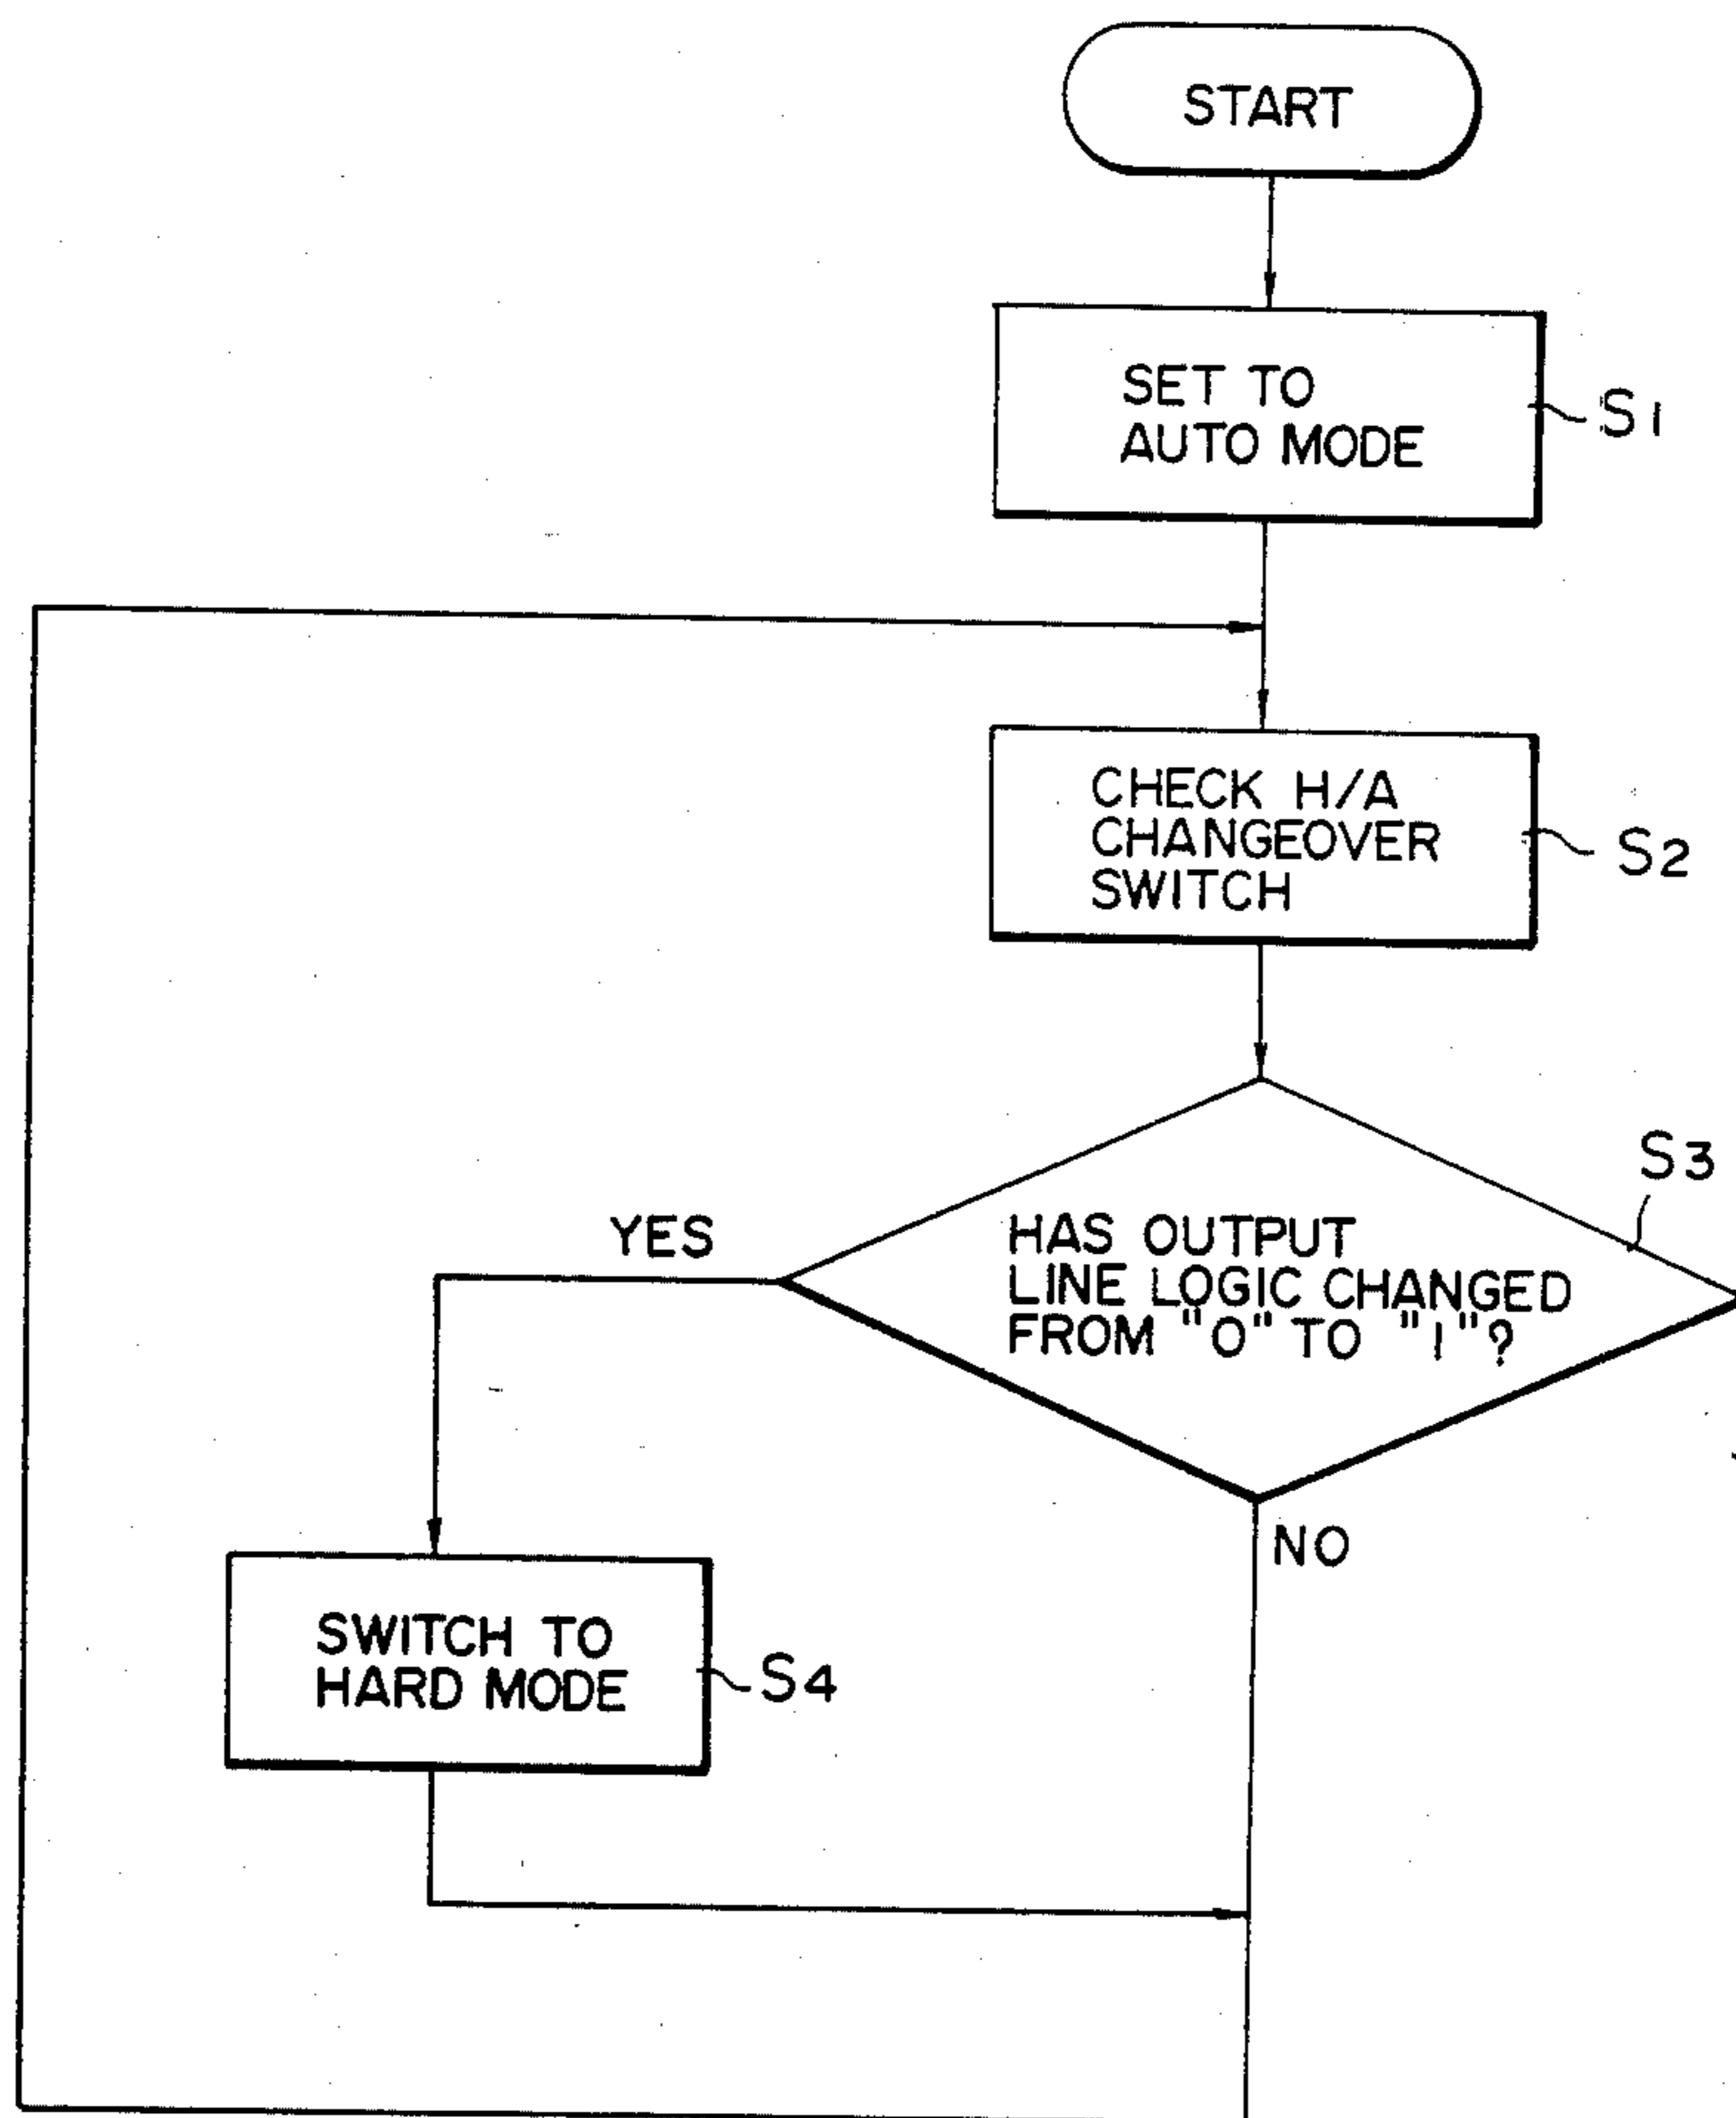 START
SET TO
AUTO MODE
S1
CHECK H/A
CHANGEOVER
SWITCH
S2
S3
YES
HAS OUTPUT
LINE LOGIC CHANGED
FROM "0" TO "1"?
NO
SWITCH TO
HARD MODE
S4